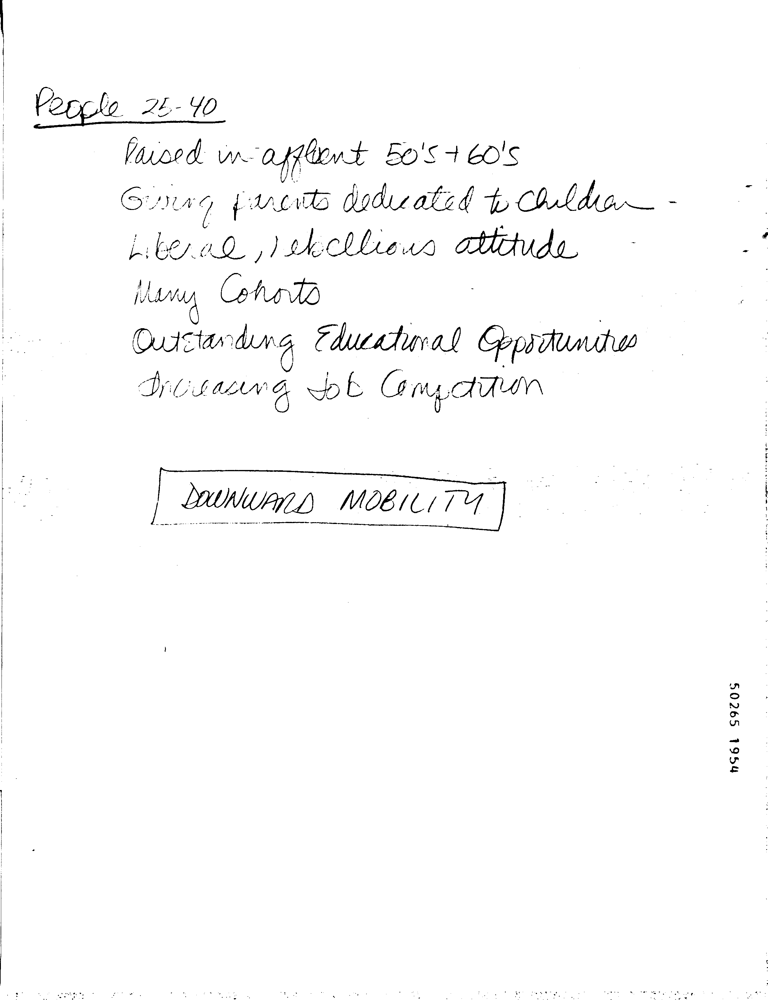 People 25-40
Raised in affluent 50's + 60's
Giving parents dedicated to children
Liberal, rebellious attitude
Many Cohorts
Outstanding Educational Opportunities
Increasing Job Competition
DOWNWARD MOBILITY
50265 1954